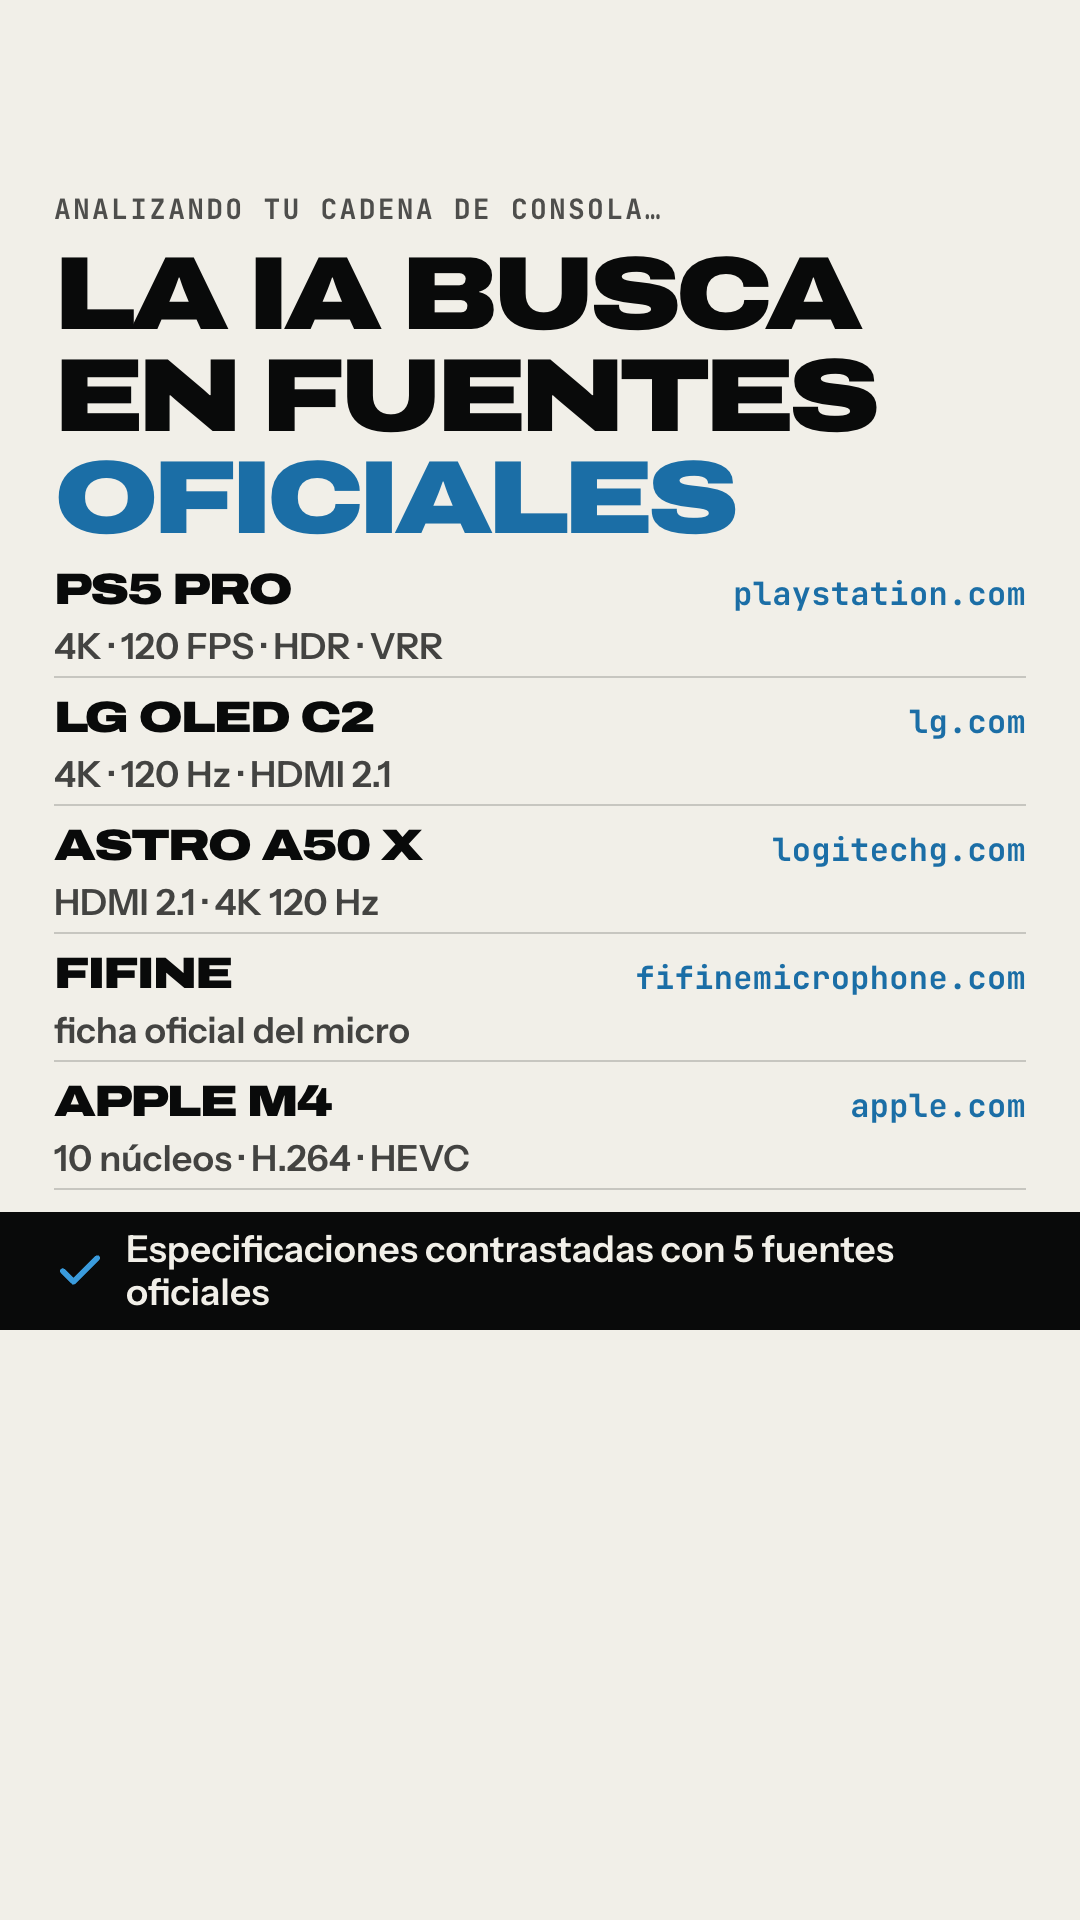 ANALIZANDO TU CADENA DE CONSOLA…
LA IA BUSCA
EN FUENTES
OFICIALES
PS5 PRO
playstation.com
4K · 120 FPS · HDR · VRR
LG OLED C2
lg.com
4K · 120 Hz · HDMI 2.1
ASTRO A50 X
logitechg.com
HDMI 2.1 · 4K 120 Hz
FIFINE
fifinemicrophone.com
ficha oficial del micro
APPLE M4
apple.com
10 núcleos · H.264 · HEVC
Especificaciones contrastadas con 5 fuentes
oficiales